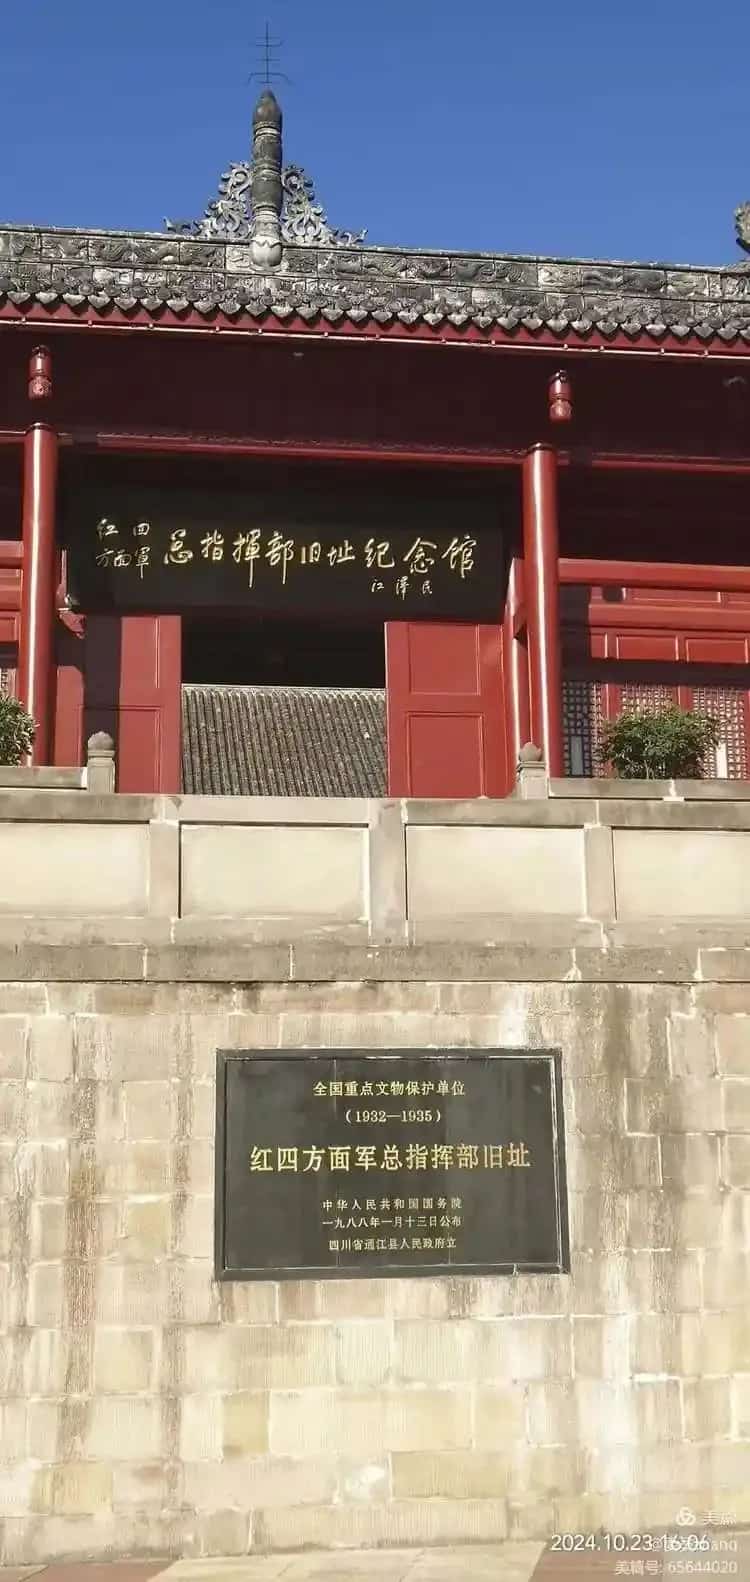 红四方面軍总指揮部旧址纪念馆
江泽民
全国重点文物保护单位
（1932—1935）
红四方面军总指挥部旧址
中华人民共和国国务院
一九八八年一月十三日公布
四川省通江县人民政府立
美篇
2024.10.23 16:06
美篇号: 65644020